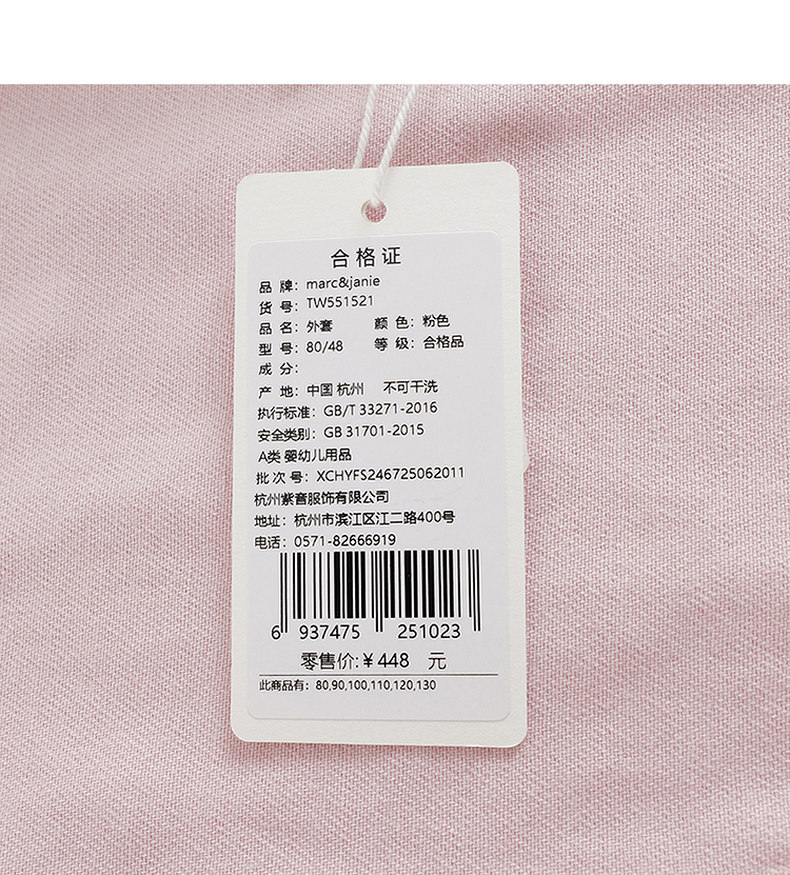 合格证
品 牌：marc&janie
货 号：TW551521
品 名：外套 颜 色：粉色
型 号：80/48 等 级：合格品
成 分：
产 地：中国 杭州 不可干洗
执行标准：GB/T 33271-2016
安全类别：GB 31701-2015
A类 婴幼儿用品
批 次 号：XCHYFS246725062011
杭州紫音服饰有限公司
地址：杭州市滨江区江二路400号
电话：0571-82666919
6 937475 251023
零售价:¥448 元
此商品有：80,90,100,110,120,130